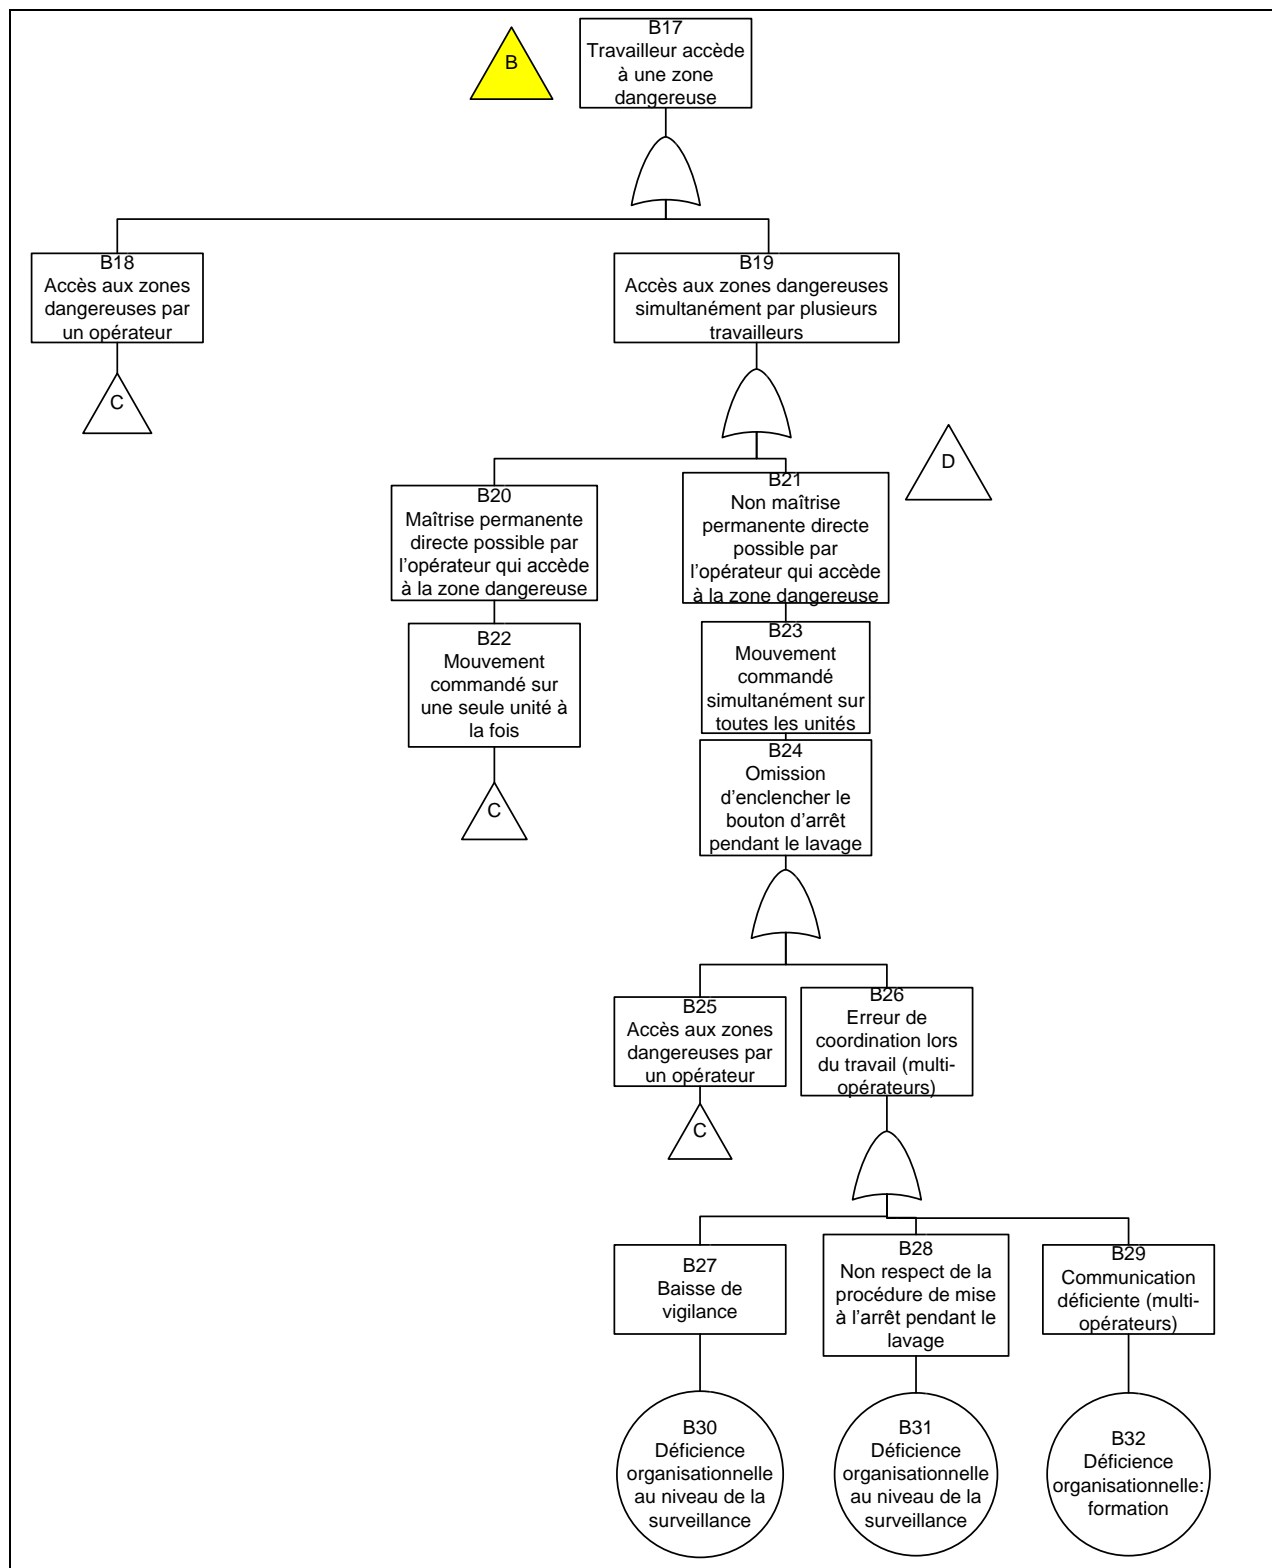 B
B17
Travailleur accède
à une zone
dangereuse
B18
Accès aux zones
dangereuses par
un opérateur
B19
Accès aux zones dangereuses
simultanément par plusieurs
travailleurs
C
D
B20
Maîtrise permanente
directe possible par
l'opérateur qui accède
à la zone dangereuse
B21
Non maîtrise
permanente directe
possible par
l'opérateur qui accède
à la zone dangereuse
B22
Mouvement
commandé sur
une seule unité à
la fois
B23
Mouvement
commandé
simultanément sur
toutes les unités
C
B24
Omission
d'enclencher le
bouton d'arrêt
pendant le lavage
B25
Accès aux zones
dangereuses par
un opérateur
B26
Erreur de
coordination lors
du travail (multi-
opérateurs)
C
B27
Baisse de
vigilance
B28
Non respect de la
procédure de mise
à l'arrêt pendant le
lavage
B29
Communication
déficiente (multi-
opérateurs)
B30
Déficience
organisationnelle
au niveau de la
surveillance
B31
Déficience
organisationnelle
au niveau de la
surveillance
B32
Déficience
organisationnelle:
formation